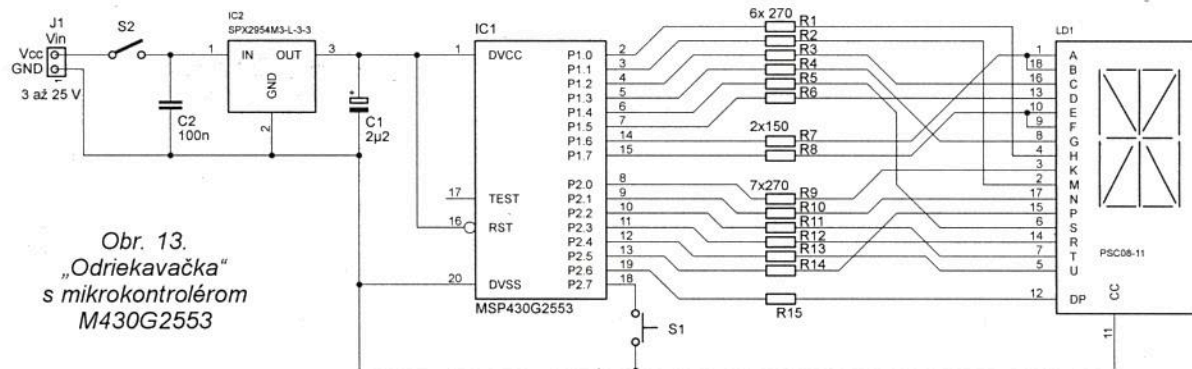 J1
Vin
Vcc
GND
1
3 až 25 V
S2
C2
100n
IC2
SPX2954M3-L-3-3
1
IN
OUT
3
GND
2
+
C1
2µ2
IC1
1
DVCC
17
TEST
16
RST
20
DVSS
MSP430G2553
P1.0
2
P1.1
3
P1.2
4
P1.3
5
P1.4
6
P1.5
7
P1.6
14
P1.7
15
P2.0
8
P2.1
9
P2.2
10
P2.3
11
P2.4
12
P2.5
13
P2.6
19
P2.7
18
S1
6x 270
R1
R2
R3
R4
R5
R6
2x150
R7
R8
7x270
R9
R10
R11
R12
R13
R14
R15
LD1
1
A
18
B
16
C
13
D
10
E
9
F
8
G
4
H
3
K
2
M
17
N
15
P
6
S
14
R
7
T
5
U
12
DP
PSC08-11
CC
11
Obr. 13.
„Odriekavačka“
s mikrokontrolérom
M430G2553